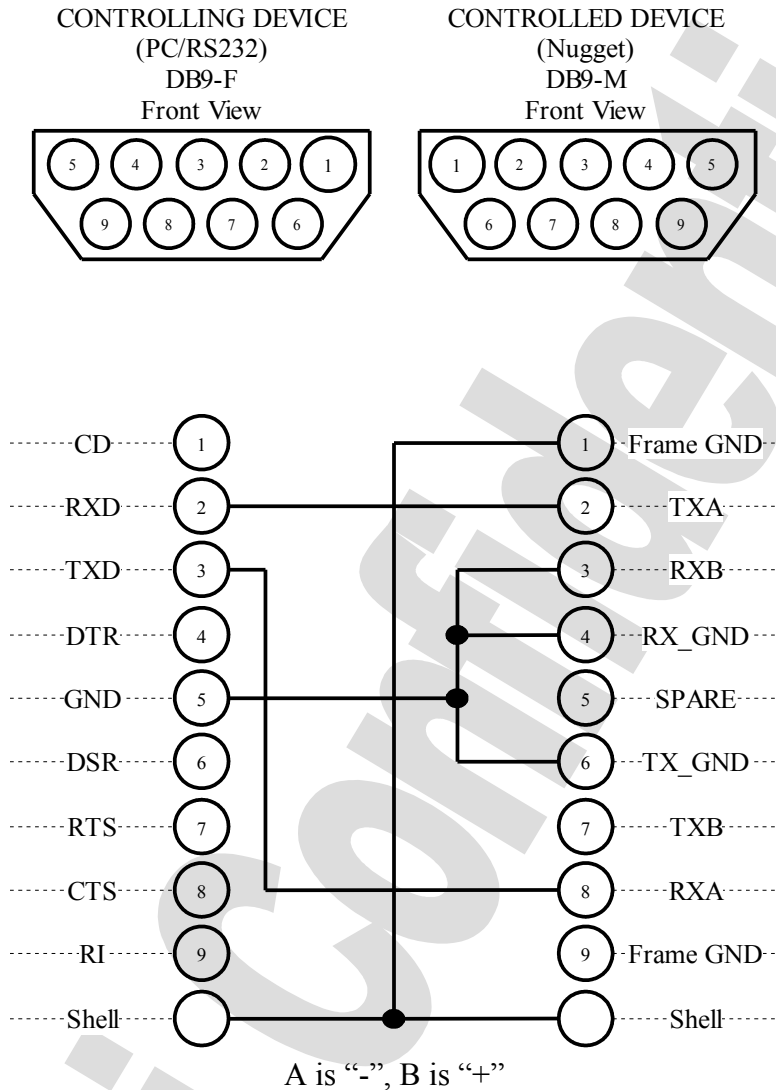 CONTROLLING DEVICE
(PC/RS232)
DB9-F
Front View
CONTROLLED DEVICE
(Nugget)
DB9-M
Front View
5 4 3 2 1
9 8 7 6
1 2 3 4 5
6 7 8 9
CD 1 1 Frame GND
RXD 2 2 TXA
TXD 3 3 RXB
DTR 4 4 RX_GND
GND 5 5 SPARE
DSR 6 6 TX_GND
RTS 7 7 TXB
CTS 8 8 RXA
RI 9 9 Frame GND
Shell Shell
A is “-”, B is “+”